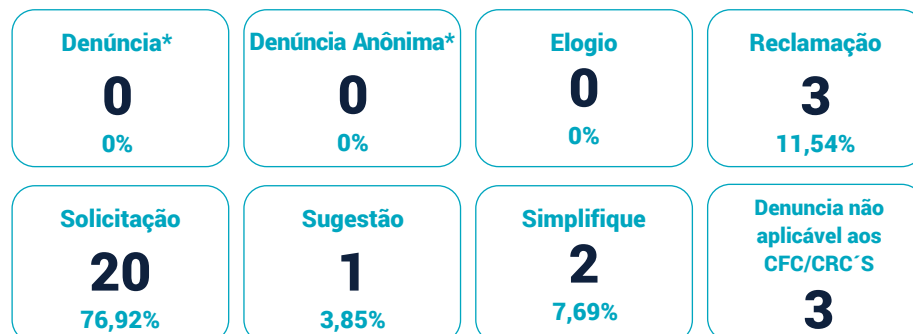 Denúncia*
0
0%
Denúncia Anônima*
0
0%
Elogio
0
0%
Reclamação
3
11,54%
Solicitação
20
76,92%
Sugestão
1
3,85%
Simplifique
2
7,69%
Denuncia não
aplicável aos
CFC/CRC´S
3